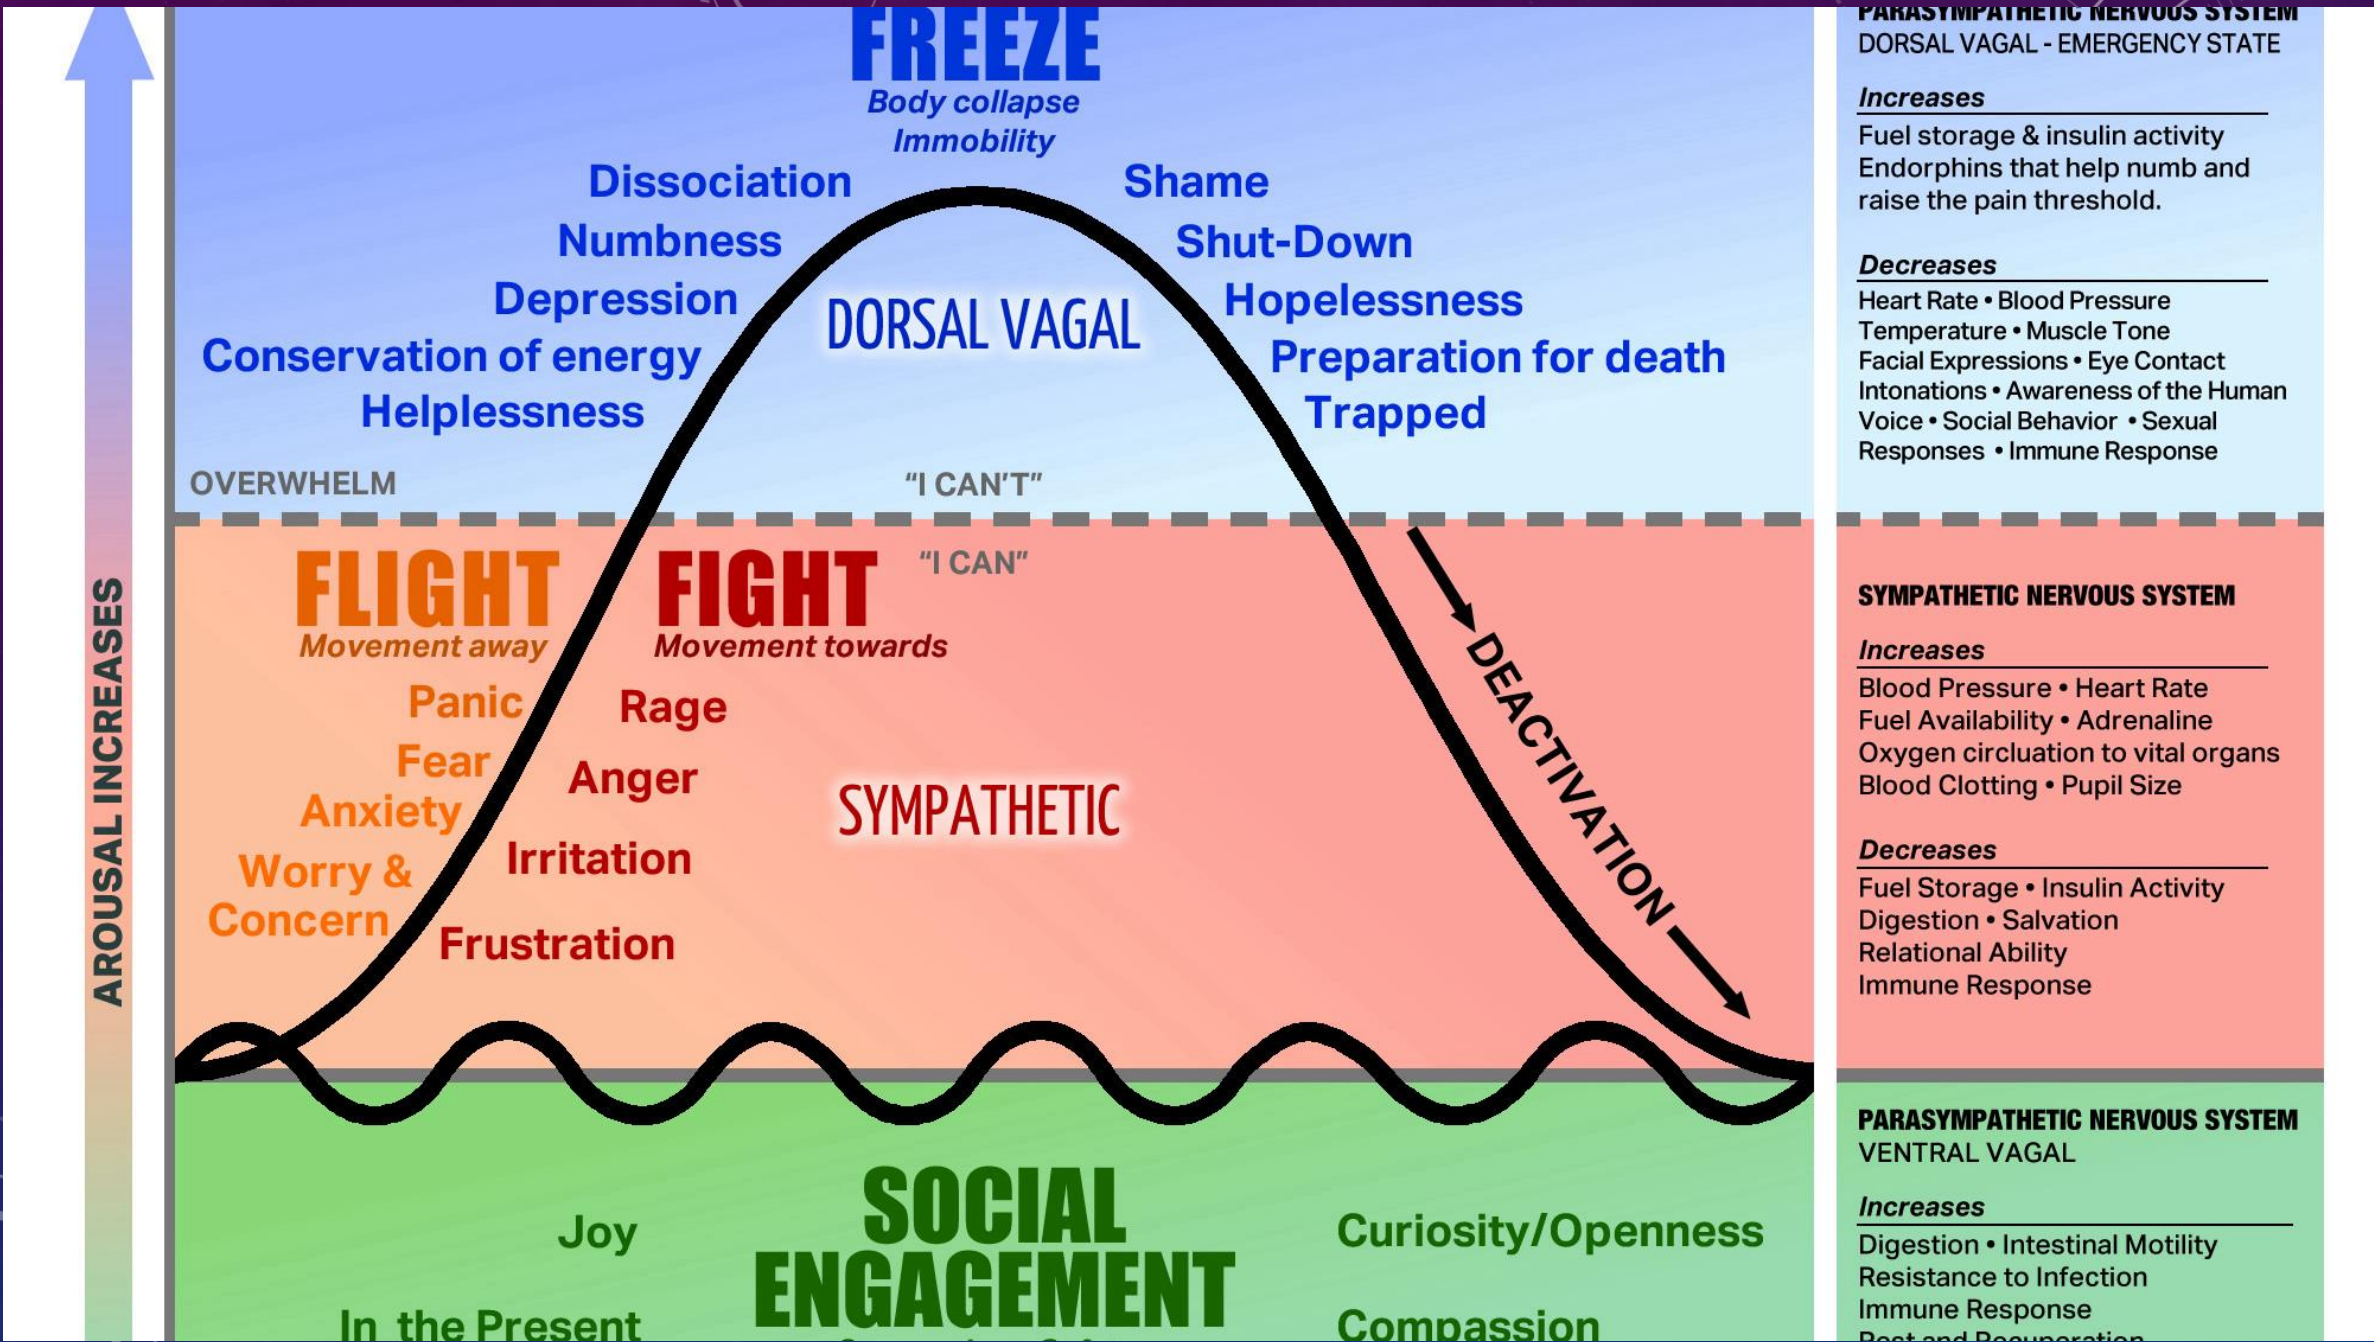 FREEZE
Body collapse
Immobility
Dissociation
Numbness
Depression
Conservation of energy
Helplessness
Shame
Shut-Down
Hopelessness
Preparation for death
Trapped
DORSAL VAGAL
OVERWHELM
“I CAN’T”
“I CAN”
FLIGHT
Movement away
Panic
Fear
Anxiety
Worry &
Concern
FIGHT
Movement towards
Rage
Anger
Irritation
Frustration
SYMPATHETIC
DEACTIVATION
AROUSAL INCREASES
SOCIAL
ENGAGEMENT
Joy
In the Present
Curiosity/Openness
Compassion
PARASYMPATHETIC NERVOUS SYSTEM
DORSAL VAGAL - EMERGENCY STATE
Increases
Fuel storage & insulin activity
Endorphins that help numb and
raise the pain threshold.
Decreases
Heart Rate • Blood Pressure
Temperature • Muscle Tone
Facial Expressions • Eye Contact
Intonations • Awareness of the Human
Voice • Social Behavior • Sexual
Responses • Immune Response
SYMPATHETIC NERVOUS SYSTEM
Increases
Blood Pressure • Heart Rate
Fuel Availability • Adrenaline
Oxygen circluation to vital organs
Blood Clotting • Pupil Size
Decreases
Fuel Storage • Insulin Activity
Digestion • Salvation
Relational Ability
Immune Response
PARASYMPATHETIC NERVOUS SYSTEM
VENTRAL VAGAL
Increases
Digestion • Intestinal Motility
Resistance to Infection
Immune Response
Rest and Recuperation